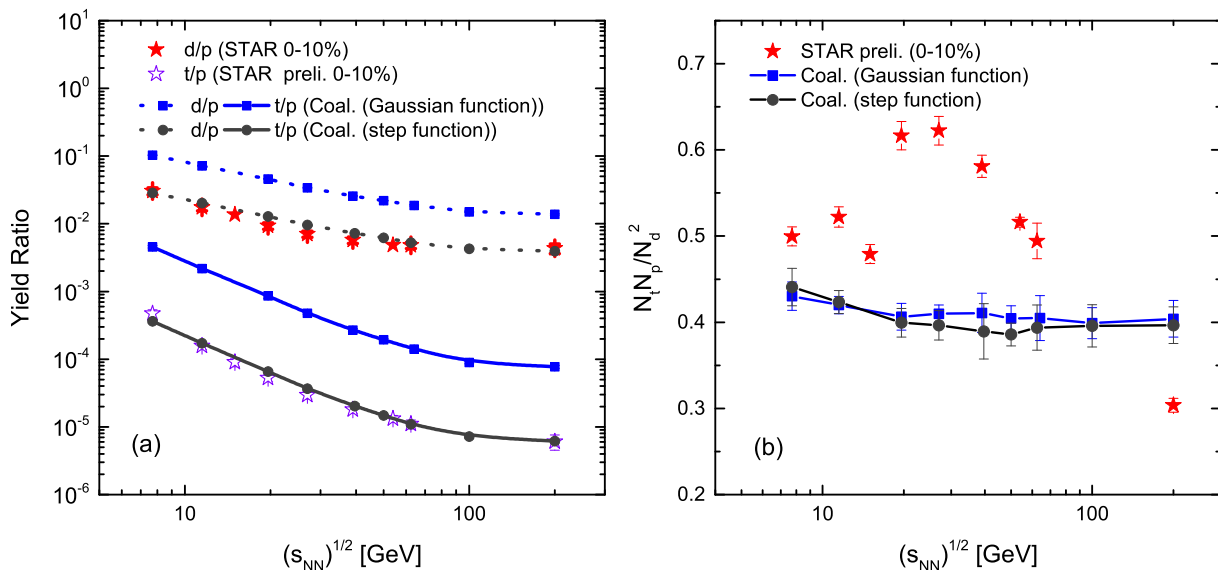 d/p (STAR 0-10%)
t/p (STAR preli. 0-10%)
d/p t/p (Coal. (Gaussian function))
d/p t/p (Coal. (step function))
10^1
10^0
10^-1
10^-2
10^-3
10^-4
10^-5
10^-6
Yield Ratio
(a)
10 100
(s_NN)^1/2 [GeV]
STAR preli. (0-10%)
Coal. (Gaussian function)
Coal. (step function)
0.7
0.6
0.5
0.4
0.3
0.2
N_tN_p/N_d^2
(b)
10 100
(s_NN)^1/2 [GeV]